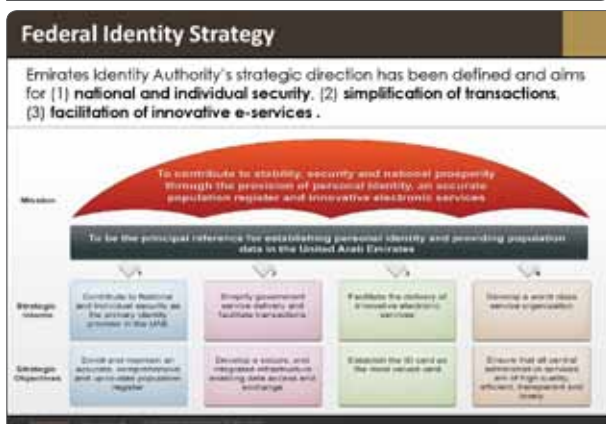 Federal Identity Strategy
Emirates Identity Authority's strategic direction has been defined and aims
for (1) national and individual security, (2) simplification of transactions,
(3) facilitation of innovative e-services .
To contribute to stability, security and national prosperity
through the provision of personal identity, an accurate
population register and innovative electronic services
Mission
To be the principal reference for establishing personal identity and providing population
data in the United Arab Emirates
Strategic
Intents
Contribute to National
and individual security as
the primary identity
provider in the UAE
Simplify government
service delivery and
facilitate transactions
Facilitate the delivery of
innovative electronic
services
Develop a world class
service organization
Strategic
Objectives
Enroll and maintain an
accurate, comprehensive
and up-to-date population
register
Develop a secure, and
integrated infrastructure
enabling data access and
exchange
Establish the ID card as
the most valued card
Ensure that all central
administrative services
are of high quality,
efficient, transparent and
timely